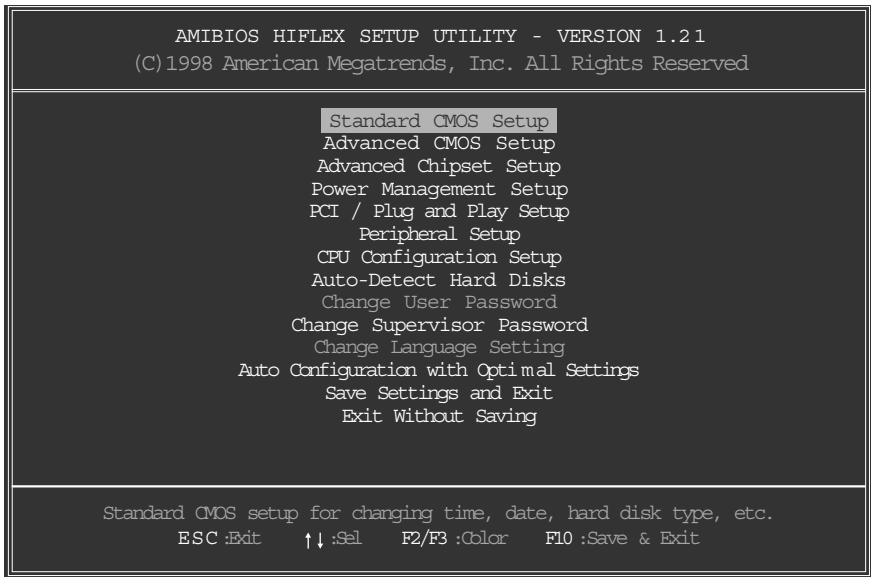 AMIBIOS HIFLEX SETUP UTILITY - VERSION 1.21
(C)1998 American Megatrends, Inc. All Rights Reserved
Standard CMOS Setup
Advanced CMOS Setup
Advanced Chipset Setup
Power Management Setup
PCI / Plug and Play Setup
Peripheral Setup
CPU Configuration Setup
Auto-Detect Hard Disks
Change User Password
Change Supervisor Password
Change Language Setting
Auto Configuration with Optimal Settings
Save Settings and Exit
Exit Without Saving
Standard CMOS setup for changing time, date, hard disk type, etc.
ESC:Exit ↑↓:Sel F2/F3:Color F10:Save & Exit